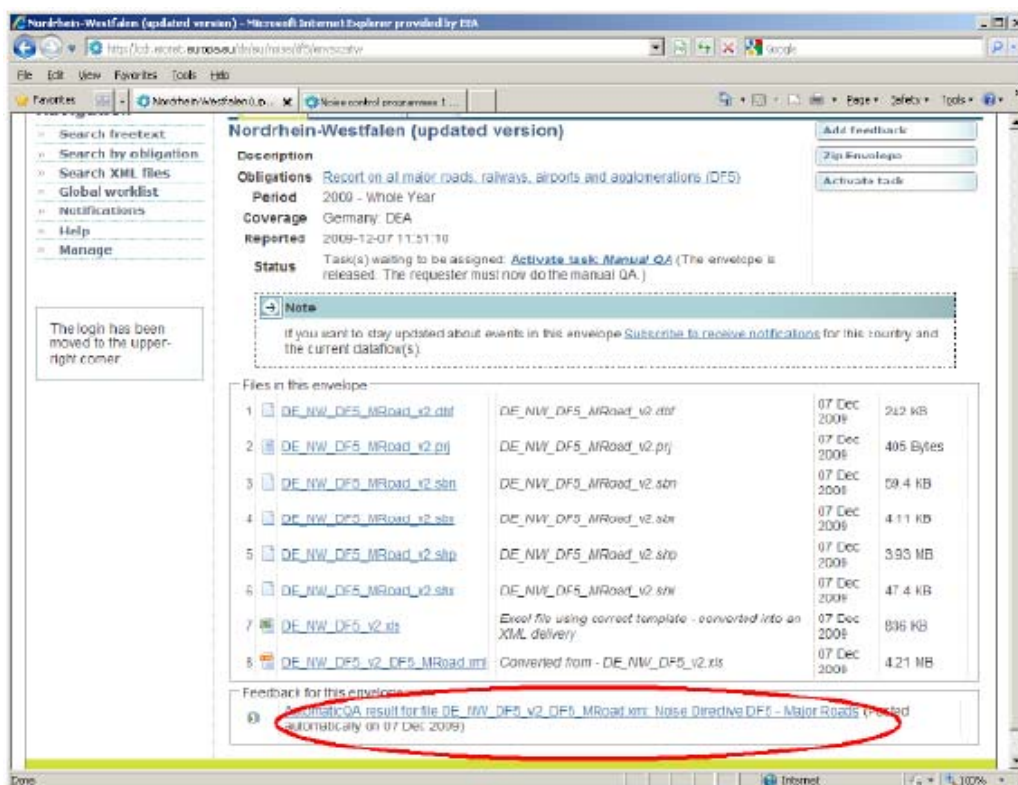 Nordrhein-Westfalen (updated version) - Microsoft Internet Explorer provided by EEA
Google
File Edit View Favorites Tools Help
Favorites
Nordrhein-Westfalen (up...
Noise control programmes 1 ...
Page Safety Tools
Search freetext
Search by obligation
Search XML files
Global worklist
Notifications
Help
Manage
The login has been
moved to the upper-
right corner
Nordrhein-Westfalen (updated version)
Add feedback
Zip Envelope
Activate task
Description
Obligations Report on all major roads, railways, airports and agglomerations (DF5)
Period 2009 - Whole Year
Coverage Germany: DEA
Reported 2009-12-07 11:51:10
Status Task(s) waiting to be assigned: Activate task: Manual QA (The envelope is
released. The requester must now do the manual QA.)
Note
If you want to stay updated about events in this envelope Subscribe to receive notifications for this country and
the current dataflow(s).
Files in this envelope
1 DE_NW_DF5_MRoad_v2.dbf DE_NW_DF5_MRoad_v2.dbf 07 Dec 2009 242 KB
2 DE_NW_DF5_MRoad_v2.prj DE_NW_DF5_MRoad_v2.prj 07 Dec 2009 405 Bytes
3 DE_NW_DF5_MRoad_v2.sbn DE_NW_DF5_MRoad_v2.sbn 07 Dec 2009 59.4 KB
4 DE_NW_DF5_MRoad_v2.sbx DE_NW_DF5_MRoad_v2.sbx 07 Dec 2009 4.11 KB
5 DE_NW_DF5_MRoad_v2.shp DE_NW_DF5_MRoad_v2.shp 07 Dec 2009 3.93 MB
6 DE_NW_DF5_MRoad_v2.shx DE_NW_DF5_MRoad_v2.shx 07 Dec 2009 47.4 KB
7 DE_NW_DF5_v2.xls Excel file using correct template - converted into an XML delivery 07 Dec 2009 836 KB
8 DE_NW_DF5_v2_DF5_MRoad.xml Converted from - DE_NW_DF5_v2.xls 07 Dec 2009 4.21 MB
Feedback for this envelope
AutomaticQA result for file DE_NW_DF5_v2_DF5_MRoad.xml: Noise Directive DF5 - Major Roads (Posted
automatically on 07 Dec 2009)
Done
Internet
100%